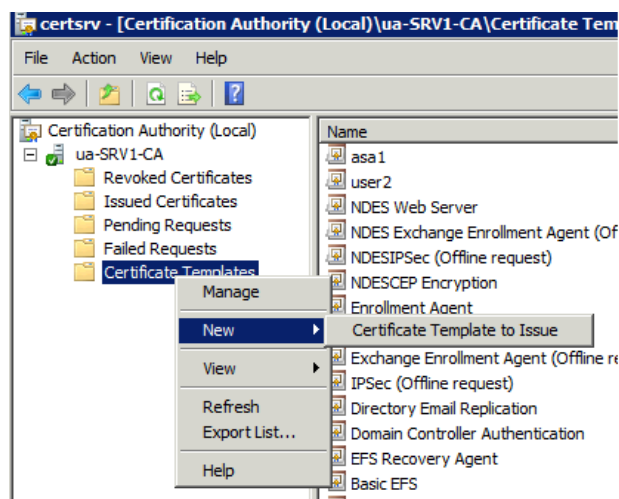 certsrv - [Certification Authority (Local)\ua-SRV1-CA\Certificate Tem
File Action View Help
Certification Authority (Local)
ua-SRV1-CA
Revoked Certificates
Issued Certificates
Pending Requests
Failed Requests
Certificate Templates
Manage
New
Certificate Template to Issue
View
Refresh
Export List...
Help
Name
asa1
user2
NDES Web Server
NDES Exchange Enrollment Agent (Of
NDESIPSec (Offline request)
NDESCEP Encryption
Enrollment Agent
Exchange Enrollment Agent (Offline re
IPSec (Offline request)
Directory Email Replication
Domain Controller Authentication
EFS Recovery Agent
Basic EFS